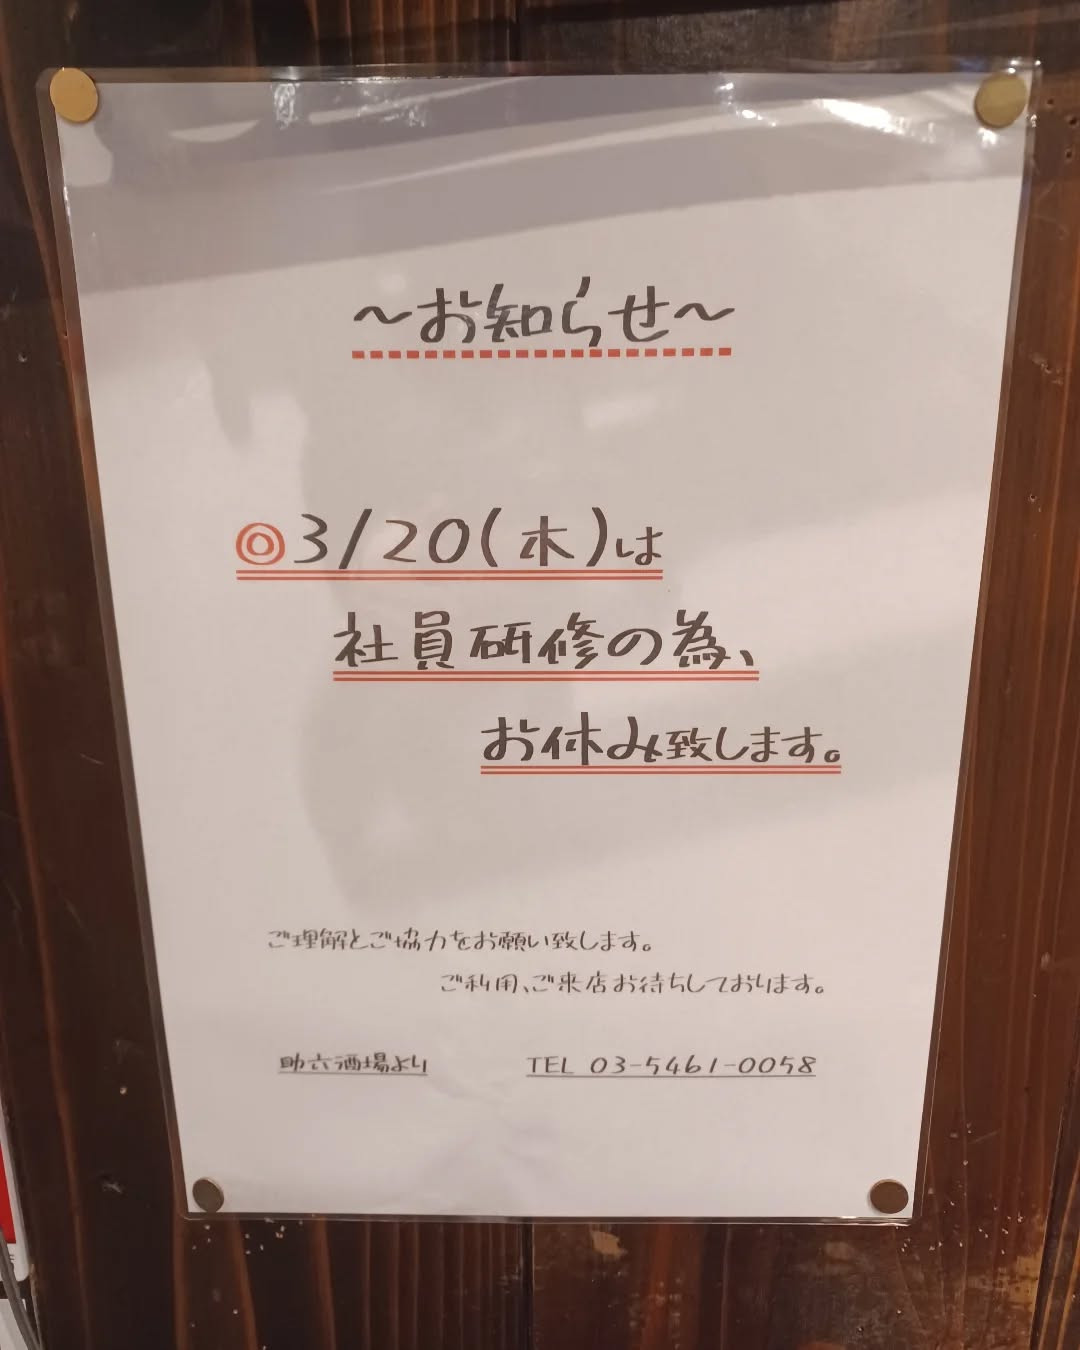 ～お知らせ～
◎3/20(木)は
社員研修の為、
お休み致します。
ご理解とご協力をお願い致します。
ご利用、ご来店お待ちしております。
助六酒場より TEL 03-5461-0058